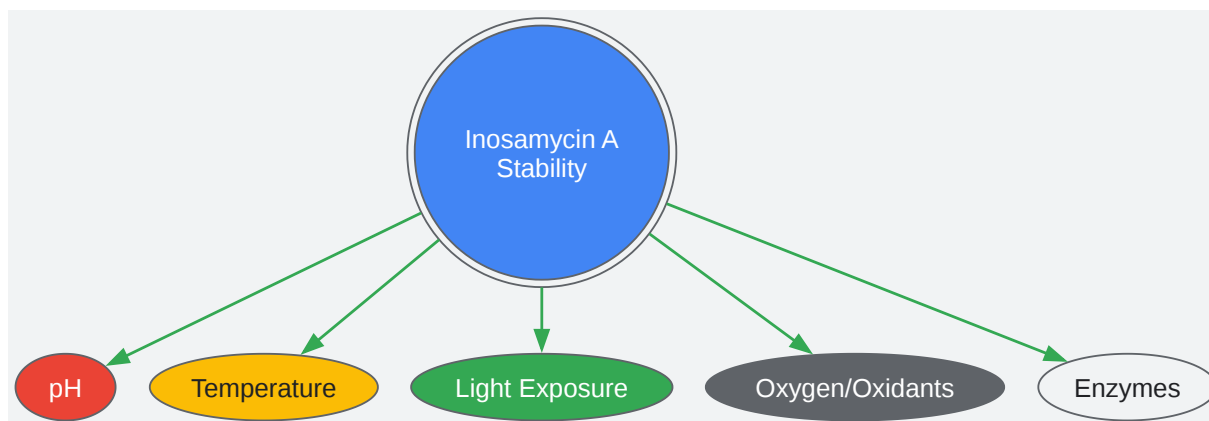 Inosamycin A
Stability
pH
Temperature
Light Exposure
Oxygen/Oxidants
Enzymes